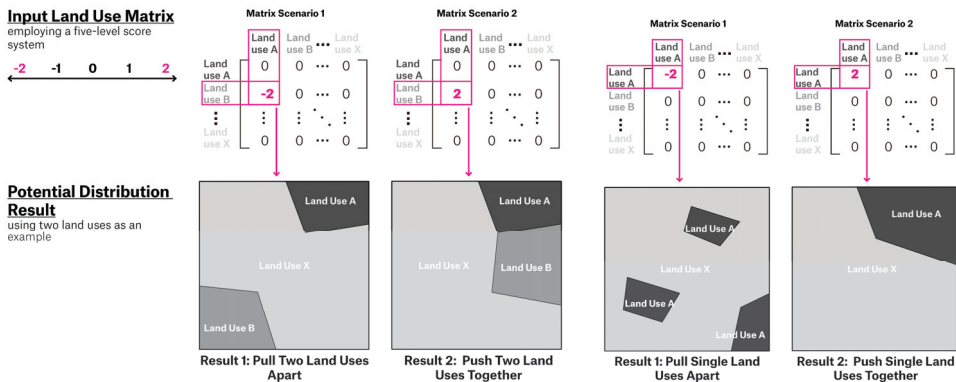 Input Land Use Matrix
employing a five-level score
system
-2 -1 0 1 2
Matrix Scenario 1
Land use A Land use B ... Land use X
Land use A 0 0 ... 0
Land use B -2 0 ... 0
⋮ ⋮ ⋮ ⋱ ⋮
Land use X 0 0 ... 0
Matrix Scenario 2
Land use A Land use B ... Land use X
Land use A 0 0 ... 0
Land use B 2 0 ... 0
⋮ ⋮ ⋮ ⋱ ⋮
Land use X 0 0 ... 0
Matrix Scenario 1
Land use A Land use B ... Land use X
Land use A -2 0 ... 0
Land use B 0 0 ... 0
⋮ ⋮ ⋮ ⋱ ⋮
Land use X 0 0 ... 0
Matrix Scenario 2
Land use A Land use B ... Land use X
Land use A 2 0 ... 0
Land use B 0 0 ... 0
⋮ ⋮ ⋮ ⋱ ⋮
Land use X 0 0 ... 0
Potential Distribution
Result
using two land uses as an
example
Land Use A
Land Use X
Land Use B
Result 1: Pull Two Land Uses
Apart
Land Use A
Land Use X
Land Use B
Result 2: Push Two Land
Uses Together
Land Use A
Land Use X
Land Use A
Land Use A
Result 1: Pull Single Land
Uses Apart
Land Use A
Land Use X
Result 2: Push Single Land
Uses Together